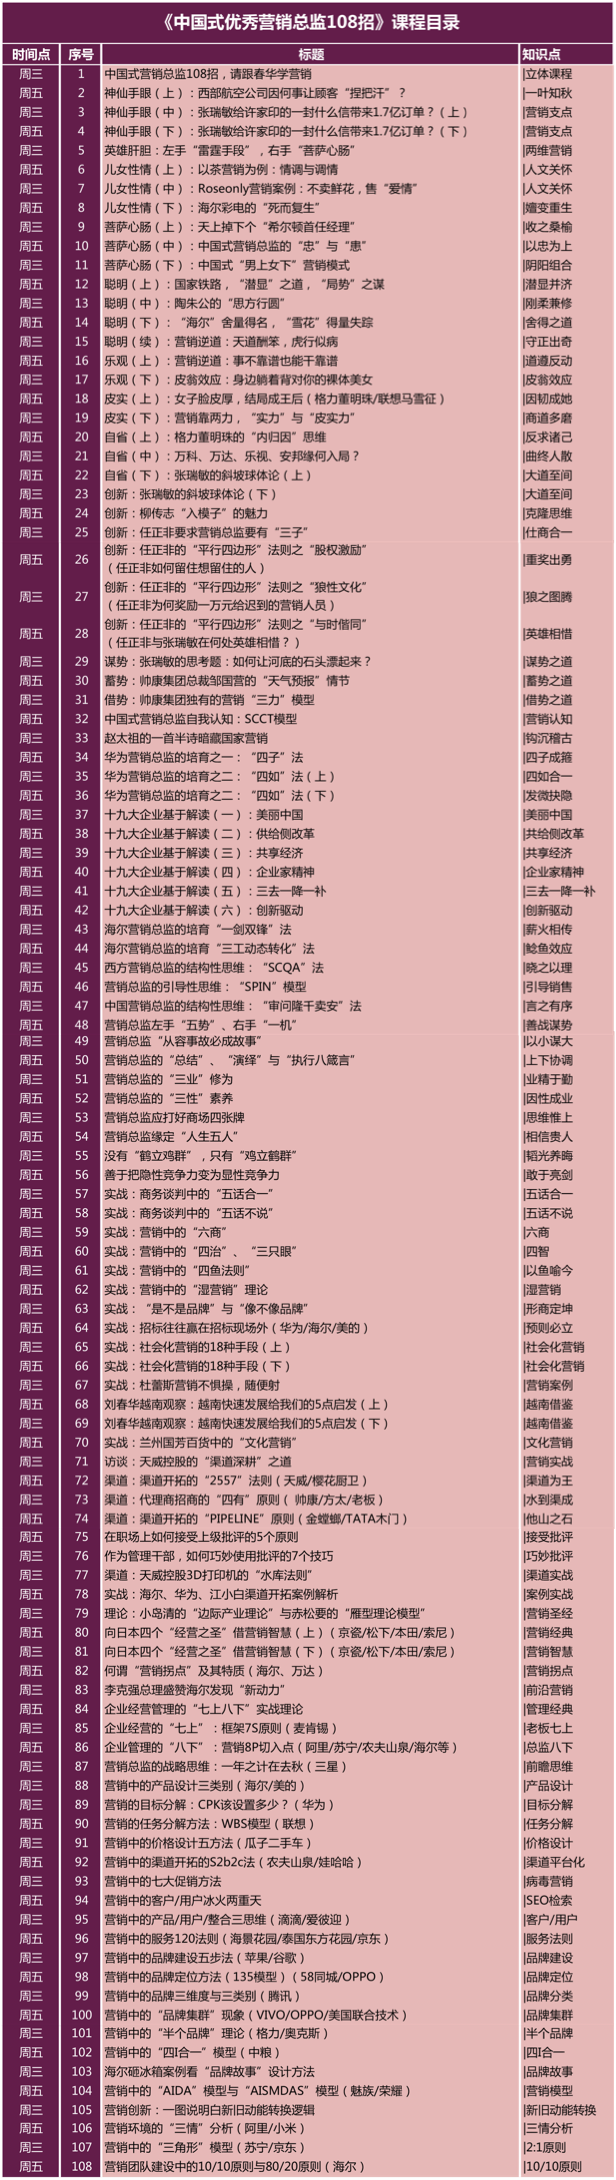 《中国式优秀营销总监108招》课程目录
时间点 序号 标题 知识点
周三 1 中国式营销总监108招，请跟春华学营销 |立体课程
周五 2 神仙手眼（上）：西部航空公司因何事让顾客“捏把汗”？ |一叶知秋
周三 3 神仙手眼（中）：张瑞敏给许家印的一封什么信带来1.7亿订单？（上） |营销支点
周五 4 神仙手眼（中）：张瑞敏给许家印的一封什么信带来1.7亿订单？（下） |营销支点
周三 5 英雄肝胆：左手“雷霆手段”，右手“菩萨心肠” |两维营销
周五 6 儿女性情（上）：以茶营销为例：情调与调情 |人文关怀
周三 7 儿女性情（中）：Roseonly营销案例：不卖鲜花，售“爱情” |人文关怀
周五 8 儿女性情（下）：海尔彩电的“死而复生” |嬗变重生
周三 9 菩萨心肠（上）：天上掉下个“希尔顿首任经理” |收之桑榆
周五 10 菩萨心肠（中）：中国式营销总监的“忠”与“患” |以忠为上
周三 11 菩萨心肠（下）：中国式“男上女下”营销模式 |阴阳组合
周五 12 聪明（上）：国家铁路，“潜显”之道，“局势”之谋 |潜显并济
周三 13 聪明（中）：陶朱公的“思方行圆” |刚柔兼修
周五 14 聪明（下）：“海尔”舍量得名，“雪花”得量失踪 |舍得之道
周三 15 聪明（续）：营销逆道：天道酬笨，虎行似病 |守正出奇
周五 16 乐观（上）：营销逆道：事不靠谱也能干靠谱 |道遵反动
周三 17 乐观（下）：皮翁效应：身边躺着背对你的裸体美女 |皮翁效应
周五 18 皮实（上）：女子脸皮厚，结局成王后（格力董明珠/联想马雪征） |因韧成她
周三 19 皮实（下）：营销靠两力，“实力”与“皮实力” |商道多磨
周五 20 自省（上）：格力董明珠的“内归因”思维 |反求诸己
周三 21 自省（中）：万科、万达、乐视、安邦缘何入局？ |曲终人散
周五 22 自省（下）：张瑞敏的斜坡球体论（上） |大道至间
周三 23 创新：张瑞敏的斜坡球体论（下） |大道至间
周五 24 创新：柳传志“入模子”的魅力 |克隆思维
周三 25 创新：任正非要求营销总监要有“三子” |仕商合一
周五 26 创新：任正非的“平行四边形”法则之“股权激励”
（任正非如何留住想留住的人） |重奖出勇
周三 27 创新：任正非的“平行四边形”法则之“狼性文化”
（任正非为何奖励一万元给迟到的营销人员） |狼之图腾
周五 28 创新：任正非的“平行四边形”法则之“与时偕同”
（任正非与张瑞敏在何处英雄相惜？） |英雄相惜
周三 29 谋势：张瑞敏的思考题：如何让河底的石头漂起来？ |谋势之道
周五 30 蓄势：帅康集团总裁邹国营的“天气预报”情节 |蓄势之道
周三 31 借势：帅康集团独有的营销“三力”模型 |借势之道
周五 32 中国式营销总监自我认知：SCCT模型 |营销认知
周三 33 赵太祖的一首半诗暗藏国家营销 |钩沉稽古
周五 34 华为营销总监的培育之一：“四子”法 |四子成籀
周三 35 华为营销总监的培育之二：“四如”法（上） |四如合一
周五 36 华为营销总监的培育之二：“四如”法（下） |发微抉隐
周三 37 十九大企业基于解读（一）：美丽中国 |美丽中国
周五 38 十九大企业基于解读（二）：供给侧改革 |共给侧改革
周三 39 十九大企业基于解读（三）：共享经济 |共享经济
周五 40 十九大企业基于解读（四）：企业家精神 |企业家精神
周三 41 十九大企业基于解读（五）：三去一降一补 |三去一降一补
周五 42 十九大企业基于解读（六）：创新驱动 |创新驱动
周三 43 海尔营销总监的培育“一剑双锋”法 |薪火相传
周五 44 海尔营销总监的培育“三工动态转化”法 |鲶鱼效应
周三 45 西方营销总监的结构性思维：“SCQA”法 |晓之以理
周五 46 营销总监的引导性思维：“SPIN”模型 |引导销售
周三 47 中国营销总监的结构性思维：“审问隆干卖安”法 |言之有序
周五 48 营销总监左手“五势”、右手“一机” |善战谋势
周三 49 营销总监“从容事故必成故事” |以小谋大
周五 50 营销总监的“总结”、“演绎”与“执行八箴言” |上下协调
周三 51 营销总监的“三业”修为 |业精于勤
周五 52 营销总监的“三性”素养 |因性成业
周三 53 营销总监应打好商场四张牌 |思维惟上
周五 54 营销总监缘定“人生五人” |相信贵人
周三 55 没有“鹤立鸡群”，只有“鸡立鹤群” |韬光养晦
周五 56 善于把隐性竞争力变为显性竞争力 |敢于亮剑
周三 57 实战：商务谈判中的“五话合一” |五话合一
周五 58 实战：商务谈判中的“五话不说” |五话不说
周三 59 实战：营销中的“六商” |六商
周五 60 实战：营销中的“四治”、“三只眼” |四智
周三 61 实战：营销中的“四鱼法则” |以鱼喻今
周五 62 实战：营销中的“湿营销”理论 |湿营销
周三 63 实战：“是不是品牌”与“像不像品牌” |形商定坤
周五 64 实战：招标往往赢在招标现场外（华为/海尔/美的） |预则必立
周三 65 实战：社会化营销的18种手段（上） |社会化营销
周五 66 实战：社会化营销的18种手段（下） |社会化营销
周三 67 实战：杜蕾斯营销不惧操，随便射 |营销案例
周五 68 刘春华越南观察：越南快速发展给我们的5点启发（上） |越南借鉴
周三 69 刘春华越南观察：越南快速发展给我们的5点启发（下） |越南借鉴
周五 70 实战：兰州国芳百货中的“文化营销” |文化营销
周三 71 访谈：天威控股的“渠道深耕”之道 |营销实战
周五 72 渠道：渠道开拓的“2557”法则（天威/樱花厨卫） |渠道为王
周三 73 渠道：代理商招商的“四有”原则（ 帅康/方太/老板） |水到渠成
周五 74 渠道：渠道开拓的“PIPELINE”原则（金螳螂/TATA木门） |他山之石
周五 75 在职场上如何接受上级批评的5个原则 |接受批评
周三 76 作为管理干部，如何巧妙使用批评的7个技巧 |巧妙批评
周三 77 渠道：天威控股3D打印机的“水库法则” |渠道实战
周五 78 实战：海尔、华为、江小白渠道开拓案例解析 |案例实战
周三 79 理论：小岛清的“边际产业理论”与赤松要的“雁型理论模型” |营销圣经
周五 80 向日本四个“经营之圣”借营销智慧（上）（京瓷/松下/本田/索尼） |营销经典
周三 81 向日本四个“经营之圣”借营销智慧（下）（京瓷/松下/本田/索尼） |营销智慧
周五 82 何谓“营销拐点”及其特质（海尔、万达） |营销拐点
周三 83 李克强总理盛赞海尔发现“新动力” |前沿营销
周五 84 企业经营管理的“七上八下”实战理论 |管理经典
周三 85 企业经营的“七上”：框架7S原则（麦肯锡） |老板七上
周五 86 企业管理的“八下”：营销8P切入点（阿里/苏宁/农夫山泉/海尔等） |总监八下
周三 87 营销总监的战略思维：一年之计在去秋（三星） |前瞻思维
周三 88 营销中的产品设计三类别（海尔/美的） |产品设计
周三 89 营销的目标分解：CPK该设置多少？（华为） |目标分解
周五 90 营销的任务分解方法：WBS模型（联想） |任务分解
周三 91 营销中的价格设计五方法（瓜子二手车） |价格设计
周五 92 营销中的渠道开拓的S2b2c法（农夫山泉/娃哈哈） |渠道平台化
周三 93 营销中的七大促销方法 |病毒营销
周五 94 营销中的客户/用户冰火两重天 |SEO检索
周三 95 营销中的产品/用户/整合三思维（滴滴/爱彼迎） |客户/用户
周五 96 营销中的服务120法则（海景花园/泰国东方花园/京东） |服务法则
周三 97 营销中的品牌建设五步法（苹果/谷歌） |品牌建设
周五 98 营销中的品牌定位方法（135模型）（58同城/OPPO） |品牌定位
周三 99 营销中的品牌三维度与三类别（腾讯） |品牌分类
周五 100 营销中的“品牌集群”现象（VIVO/OPPO/美国联合技术） |品牌集群
周三 101 营销中的“半个品牌”理论（格力/奥克斯） |半个品牌
周五 102 营销中的“四I合一”模型（中粮） |四I合一
周三 103 海尔砸冰箱案例看“品牌故事”设计方法 |品牌故事
周五 104 营销中的“AIDA”模型与“AISMDAS”模型（魅族/荣耀） |营销模型
周三 105 营销创新：一图说明白新旧动能转换逻辑 |新旧动能转换
周五 106 营销环境的“三情”分析（阿里/小米） |三情分析
周三 107 营销中的“三角形”模型（苏宁/京东） |2:1原则
周五 108 营销团队建设中的10/10原则与80/20原则（海尔） |10/10原则